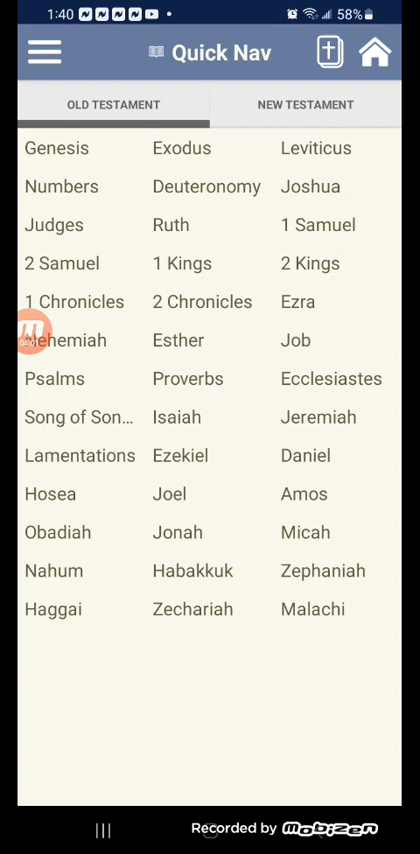 1:40 58%
Quick Nav
OLD TESTAMENT NEW TESTAMENT
Genesis Exodus Leviticus
Numbers Deuteronomy Joshua
Judges Ruth 1 Samuel
2 Samuel 1 Kings 2 Kings
1 Chronicles 2 Chronicles Ezra
Nehemiah Esther Job
Psalms Proverbs Ecclesiastes
Song of Son... Isaiah Jeremiah
Lamentations Ezekiel Daniel
Hosea Joel Amos
Obadiah Jonah Micah
Nahum Habakkuk Zephaniah
Haggai Zechariah Malachi
Recorded by Mobizen